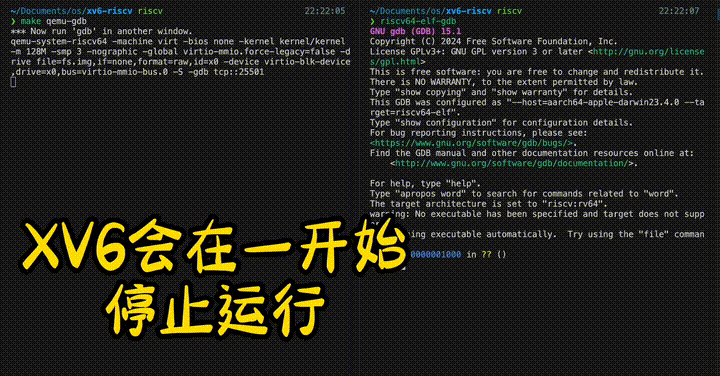 ~/Documents/os/xv6-riscv riscv 22:22:05
❯ make qemu-gdb
*** Now run 'gdb' in another window.
qemu-system-riscv64 -machine virt -bios none -kernel kernel/kernel
-m 128M -smp 3 -nographic -global virtio-mmio.force-legacy=false -d
rive file=fs.img,if=none,format=raw,id=x0 -device virtio-blk-device
,drive=x0,bus=virtio-mmio-bus.0 -S -gdb tcp::25501
~/Documents/os/xv6-riscv riscv 22:22:07
❯ riscv64-elf-gdb
GNU gdb (GDB) 15.1
Copyright (C) 2024 Free Software Foundation, Inc.
License GPLv3+: GNU GPL version 3 or later <http://gnu.org/license
s/gpl.html>
This is free software: you are free to change and redistribute it.
There is NO WARRANTY, to the extent permitted by law.
Type "show copying" and "show warranty" for details.
This GDB was configured as "--host=aarch64-apple-darwin23.4.0 --ta
rget=riscv64-elf".
Type "show configuration" for configuration details.
For bug reporting instructions, please see:
<https://www.gnu.org/software/gdb/bugs/>.
Find the GDB manual and other documentation resources online at:
<http://www.gnu.org/software/gdb/documentation/>.
For help, type "help".
Type "apropos word" to search for commands related to "word".
The target architecture is set to "riscv:rv64".
warning: No executable has been specified and target does not supp
executable automatically. Try using the "file" comman
0000001000 in ?? ()
XV6会在一开始
停止运行